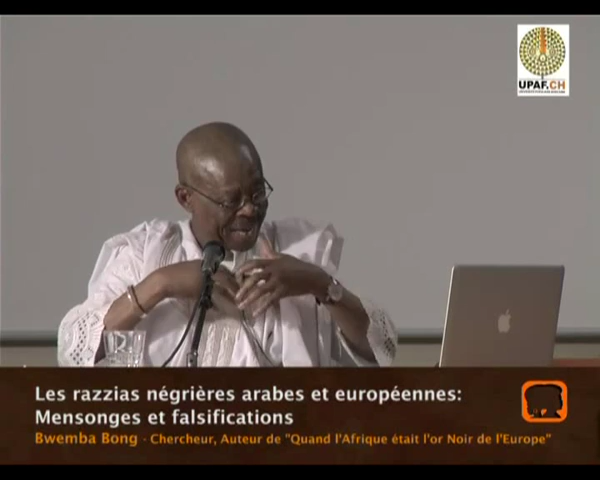 UPAF.CH
Les razzias négrières arabes et européennes:
Mensonges et falsifications
Bwemba Bong - Chercheur, Auteur de "Quand l'Afrique était l'or Noir de l'Europe"